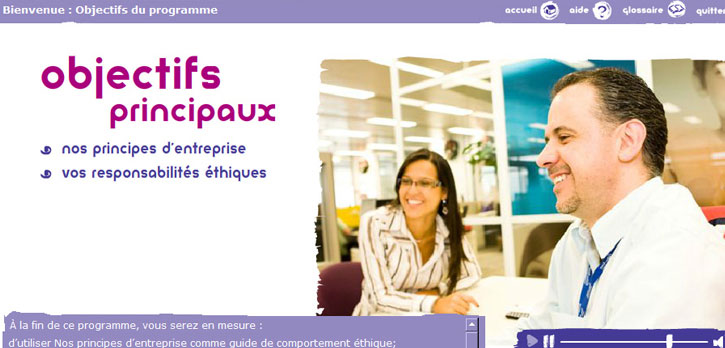 Bienvenue : Objectifs du programme
accueil aide glossaire
objectifs
principaux
nos principes d'entreprise
vos responsabilités éthiques
À la fin de ce programme, vous serez en mesure :
d'utiliser Nos principes d'entreprise comme guide de comportement éthique;